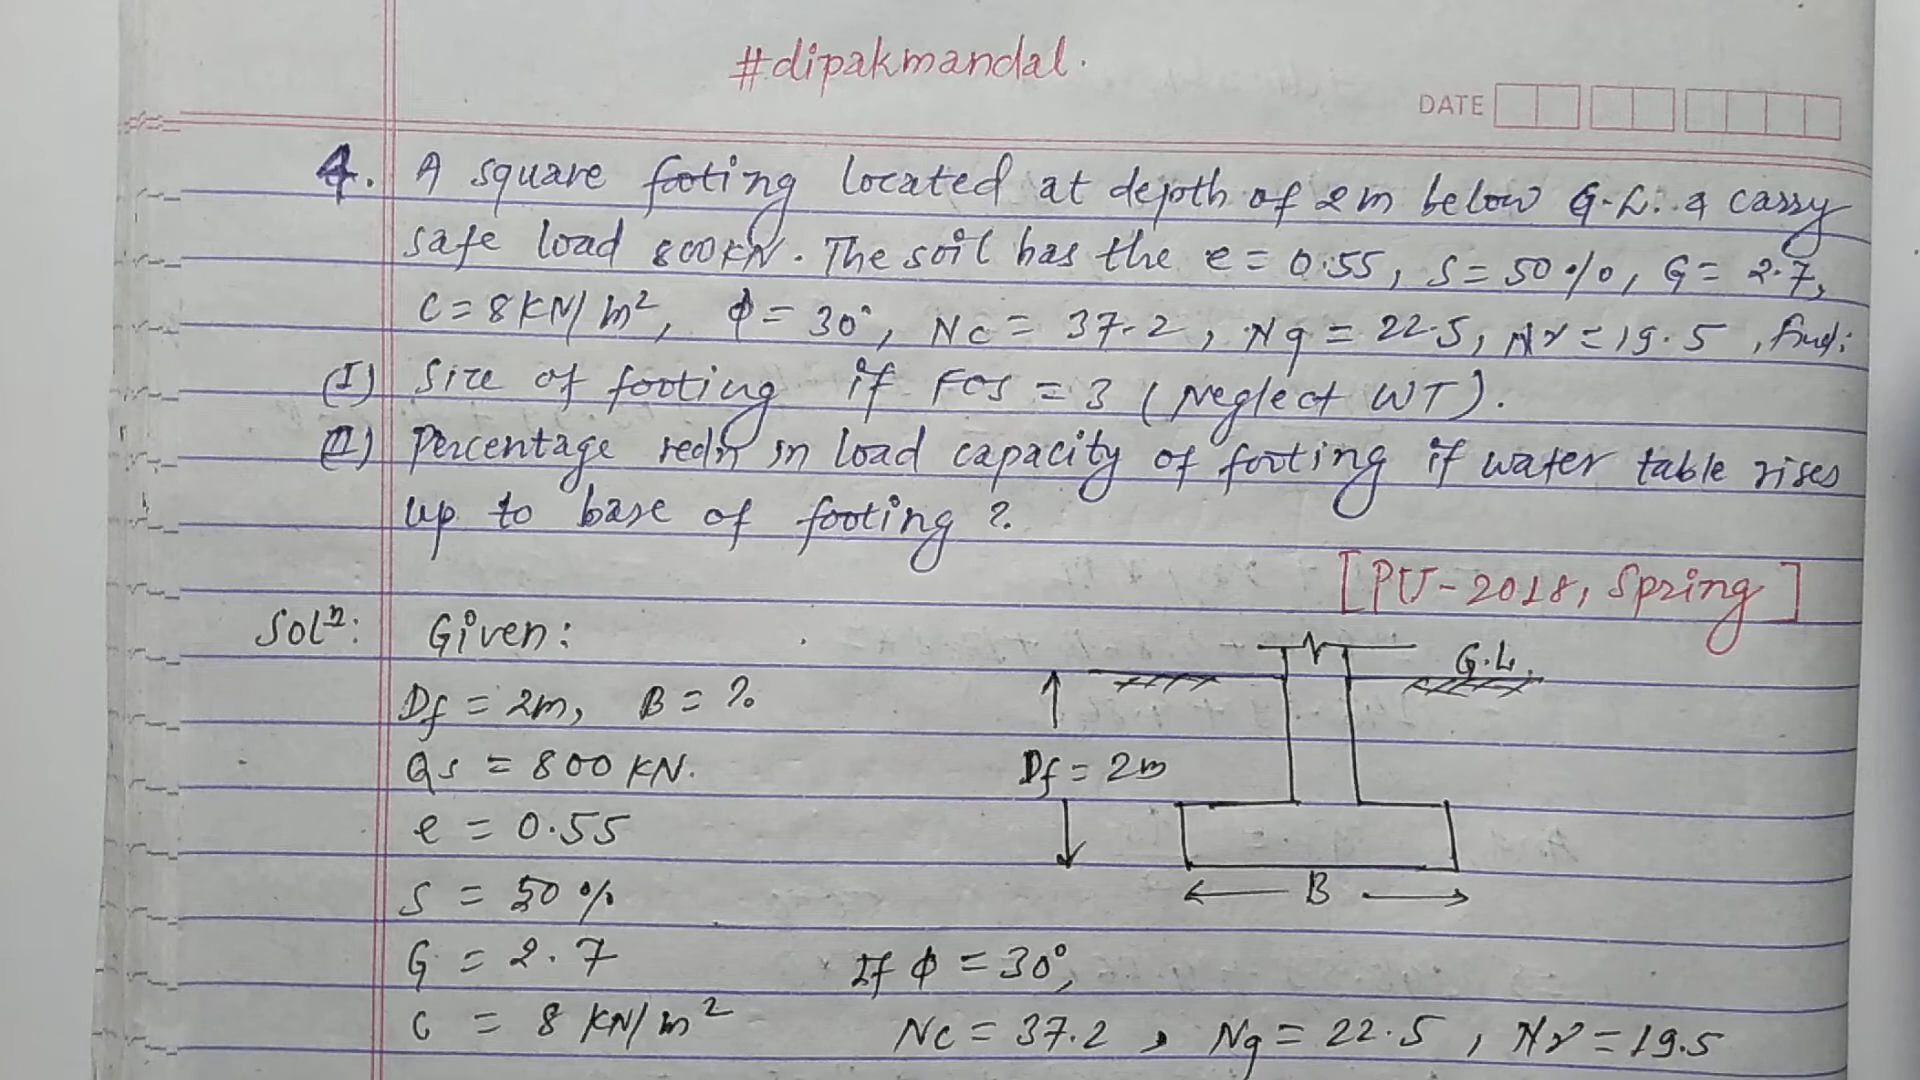 #dipakmandal.
DATE
4. A square footing located at depth of 2m below G.L. & carry
safe load 800KN. The soil has the e = 0.55, S = 50%, G = 2.7,
C = 8KN/m², ϕ = 30°, Nc = 37.2, Nq = 22.5, Nγ = 19.5, find:
(I) Size of footing if FOS = 3 (Neglect WT).
(II) Percentage redⁿ in load capacity of footing if water table rises
up to base of footing?
[PU-2018, Spring]
Solⁿ: Given:
G.L.
Df = 2m, B = ?
Qs = 800 KN.
Df = 2m
e = 0.55
S = 50%
B
G = 2.7
If ϕ = 30°,
C = 8 KN/m²
Nc = 37.2, Nq = 22.5, Nγ = 19.5